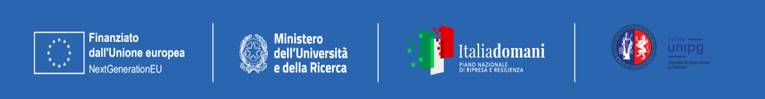 Finanziato
dall'Unione europea
NextGenerationEU
Ministero
dell'Università
e della Ricerca
Italiadomani
PIANO NAZIONALE
DI RIPRESA E RESILIENZA
unipg